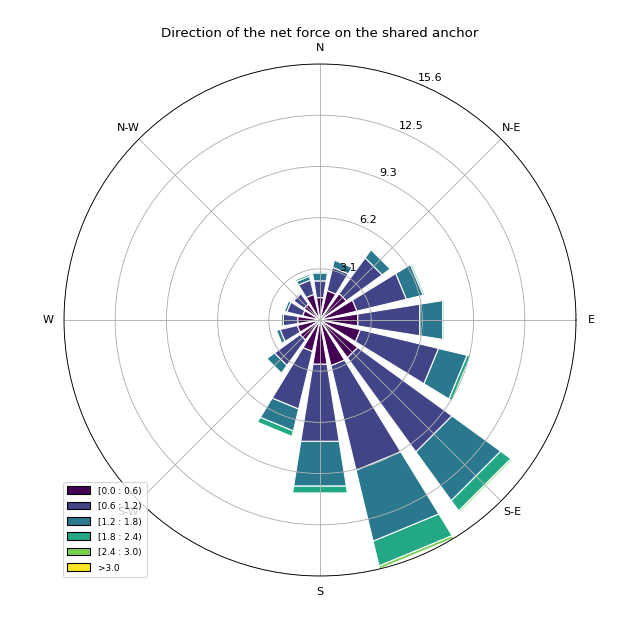 Direction of the net force on the shared anchor
N
15.6
N-W
12.5
N-E
9.3
6.2
3.1
W
E
[0.0 : 0.6)
[0.6 : 1.2)
S-W
S-E
[1.2 : 1.8)
[1.8 : 2.4)
[2.4 : 3.0)
>3.0
S